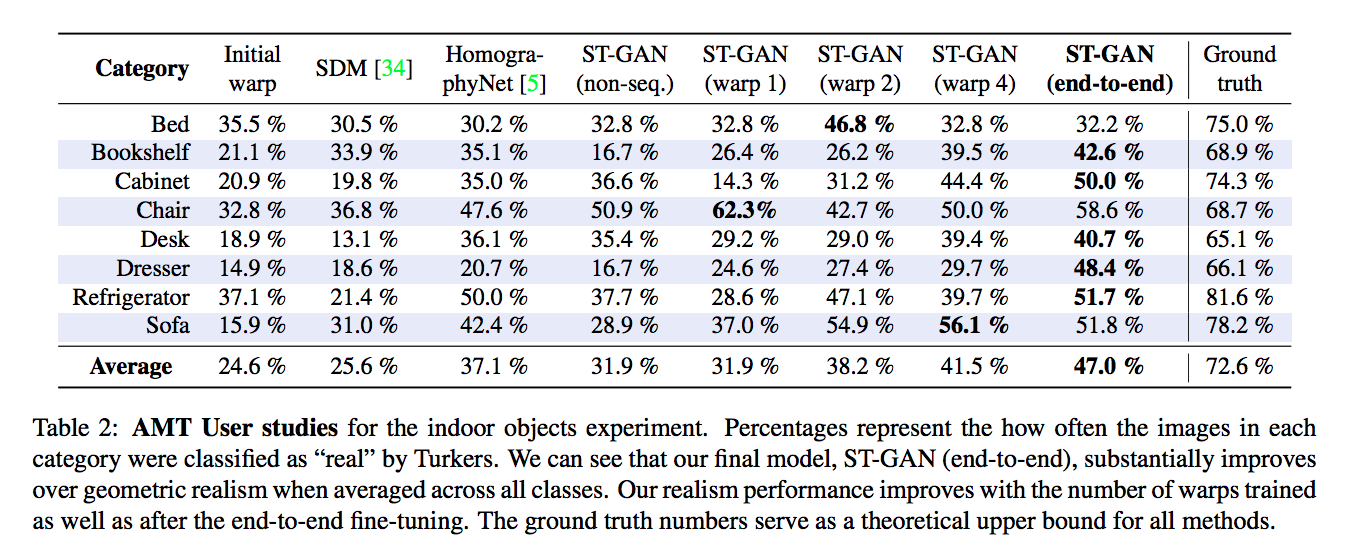 Category Initial warp SDM [34] Homogra-phyNet [5] ST-GAN (non-seq.) ST-GAN (warp 1) ST-GAN (warp 2) ST-GAN (warp 4) ST-GAN (end-to-end) Ground truth
Bed 35.5 % 30.5 % 30.2 % 32.8 % 32.8 % 46.8 % 32.8 % 32.2 % 75.0 %
Bookshelf 21.1 % 33.9 % 35.1 % 16.7 % 26.4 % 26.2 % 39.5 % 42.6 % 68.9 %
Cabinet 20.9 % 19.8 % 35.0 % 36.6 % 14.3 % 31.2 % 44.4 % 50.0 % 74.3 %
Chair 32.8 % 36.8 % 47.6 % 50.9 % 62.3% 42.7 % 50.0 % 58.6 % 68.7 %
Desk 18.9 % 13.1 % 36.1 % 35.4 % 29.2 % 29.0 % 39.4 % 40.7 % 65.1 %
Dresser 14.9 % 18.6 % 20.7 % 16.7 % 24.6 % 27.4 % 29.7 % 48.4 % 66.1 %
Refrigerator 37.1 % 21.4 % 50.0 % 37.7 % 28.6 % 47.1 % 39.7 % 51.7 % 81.6 %
Sofa 15.9 % 31.0 % 42.4 % 28.9 % 37.0 % 54.9 % 56.1 % 51.8 % 78.2 %
Average 24.6 % 25.6 % 37.1 % 31.9 % 31.9 % 38.2 % 41.5 % 47.0 % 72.6 %
Table 2: AMT User studies for the indoor objects experiment. Percentages represent the how often the images in each
category were classified as “real” by Turkers. We can see that our final model, ST-GAN (end-to-end), substantially improves
over geometric realism when averaged across all classes. Our realism performance improves with the number of warps trained
as well as after the end-to-end fine-tuning. The ground truth numbers serve as a theoretical upper bound for all methods.